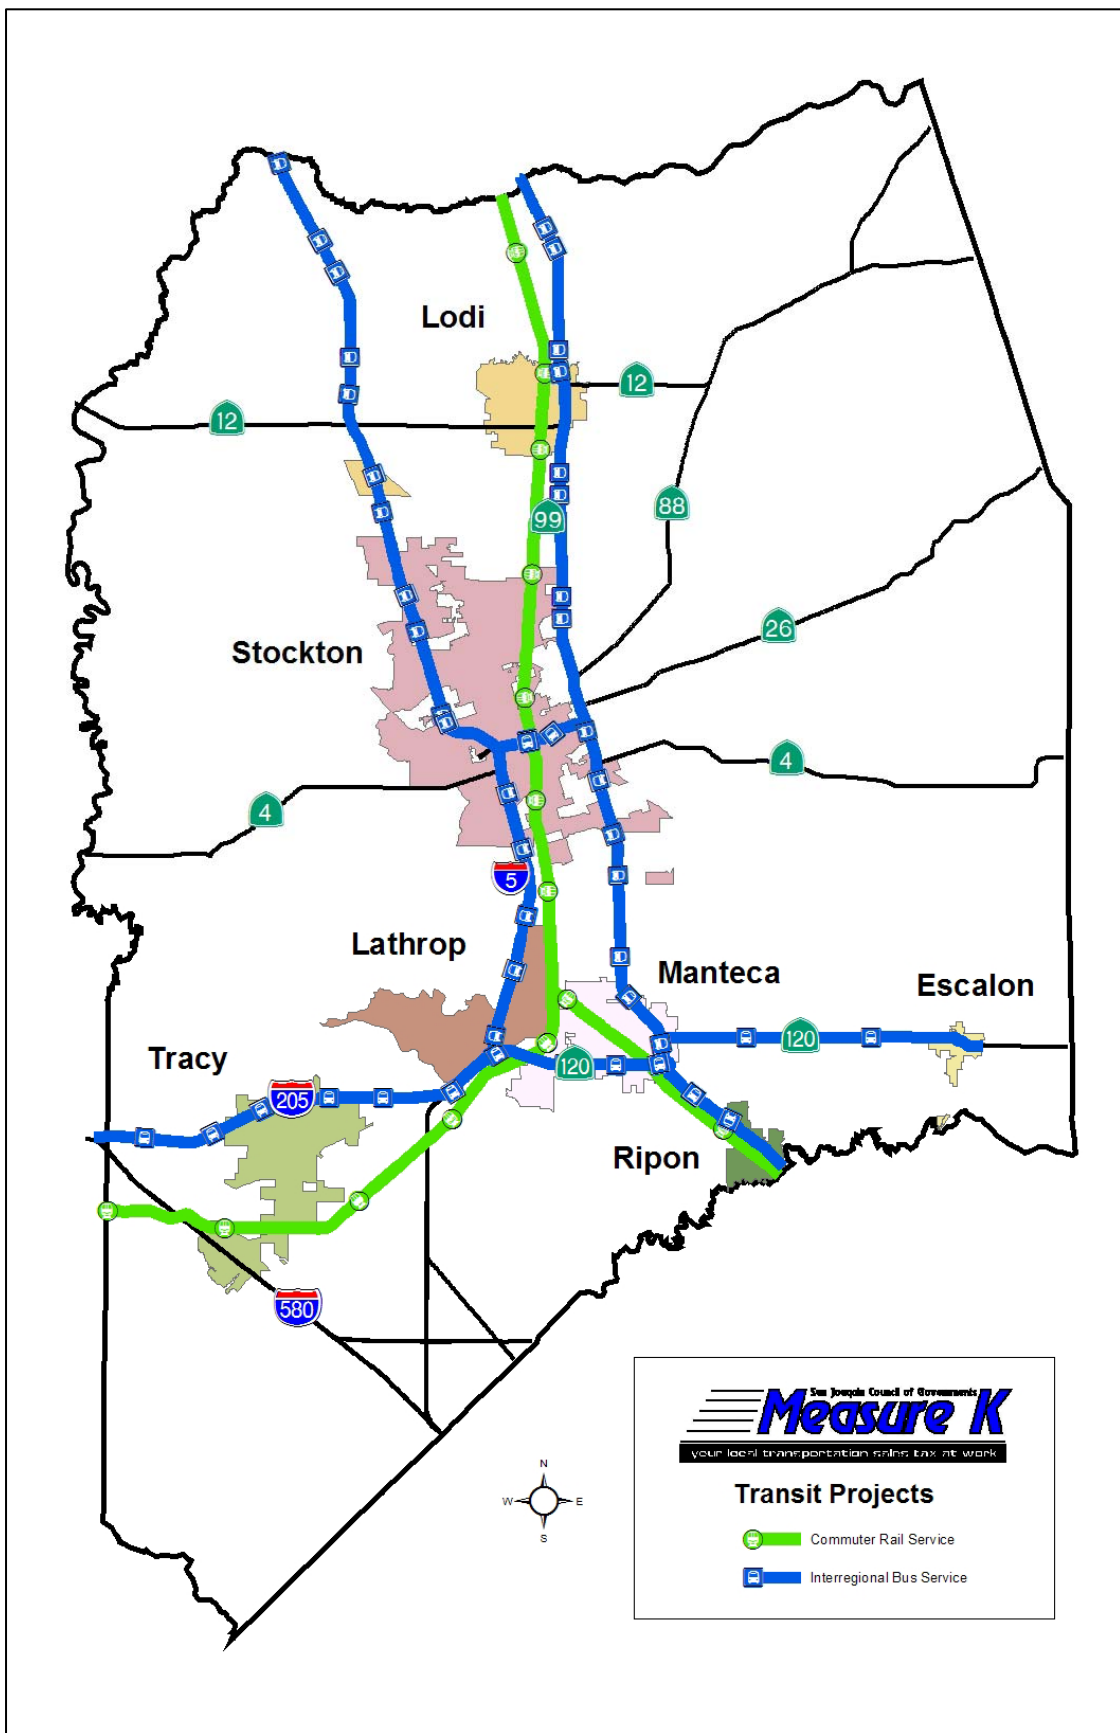 Lodi
12
12
99
88
Stockton
26
4
4
5
Lathrop
Manteca
Escalon
Tracy
120
120
205
Ripon
580
San Joaquin Council of Governments
Measure K
your local transportation sales tax at work
N
W
E
S
Transit Projects
Commuter Rail Service
Interregional Bus Service